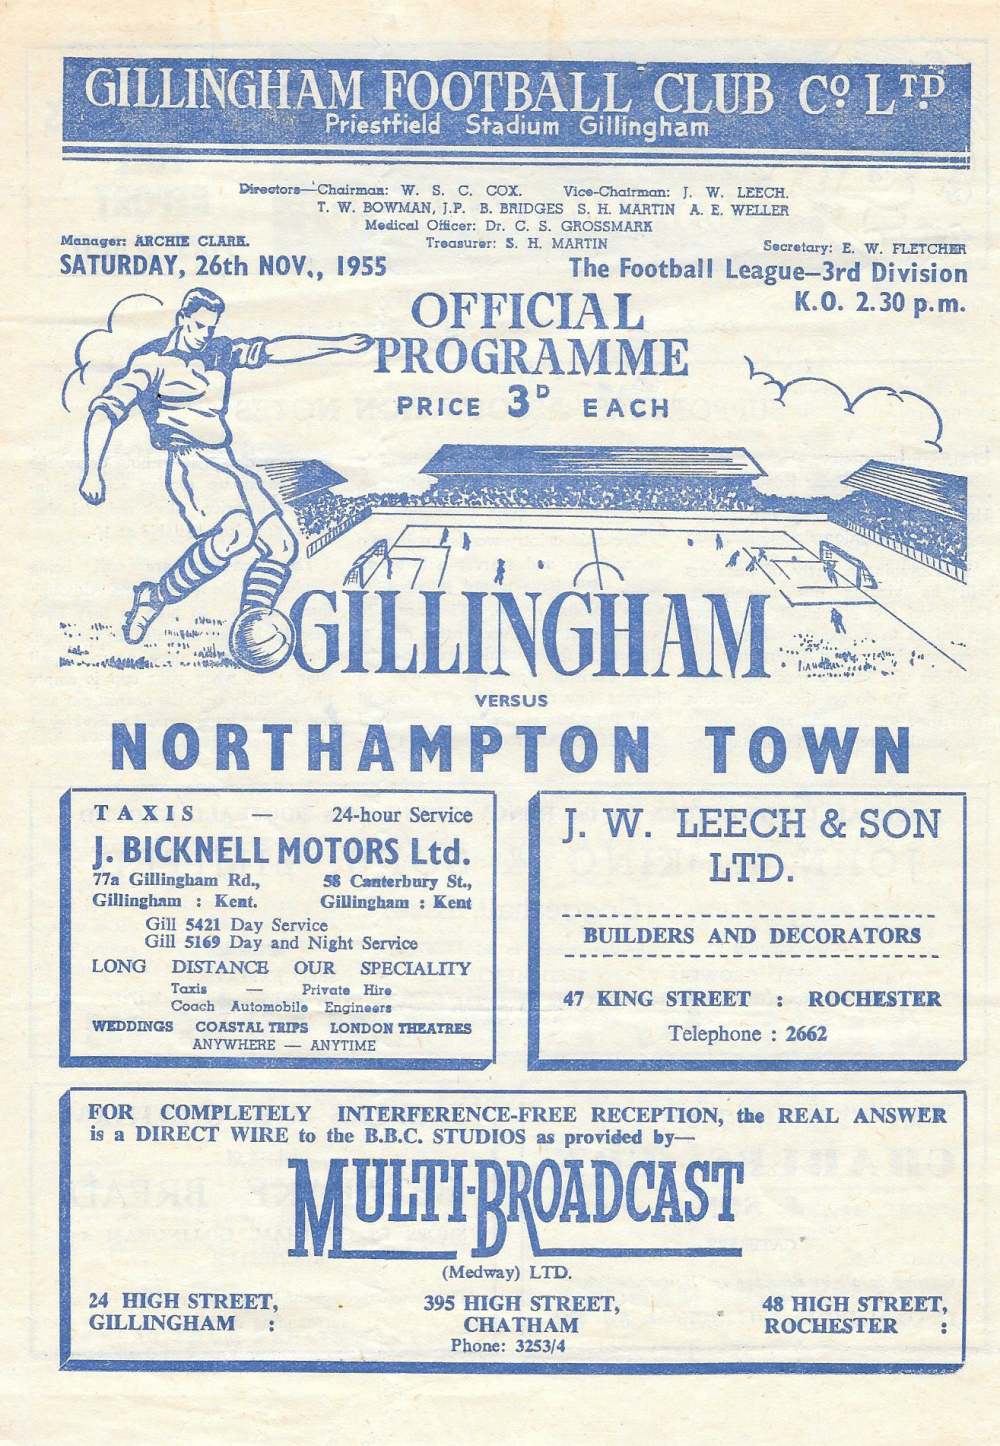 GILLINGHAM FOOTBALL CLUB Cº LTD
Priestfield Stadium Gillingham
Directors—Chairman: W. S. C. COX. Vice-Chairman: J. W. LEECH.
T. W. BOWMAN, J.P. B. BRIDGES S. H. MARTIN A. E. WELLER
Medical Officer: Dr. C. S. GROSSMARK
Manager: ARCHIE CLARK. Treasurer: S. H. MARTIN Secretary: E. W. FLETCHER
SATURDAY, 26th NOV., 1955 The Football League—3rd Division
K.O. 2.30 p.m.
OFFICIAL
PROGRAMME
PRICE 3D EACH
GILLINGHAM
VERSUS
NORTHAMPTON TOWN
TAXIS 24-hour Service
J. BICKNELL MOTORS Ltd.
77a Gillingham Rd., 58 Canterbury St.,
Gillingham : Kent. Gillingham : Kent
Gill 5421 Day Service
Gill 5169 Day and Night Service
LONG DISTANCE OUR SPECIALITY
Taxis — Private Hire
Coach Automobile Engineers
WEDDINGS COASTAL TRIPS LONDON THEATRES
ANYWHERE — ANYTIME
J. W. LEECH & SON
LTD.
BUILDERS AND DECORATORS
47 KING STREET : ROCHESTER
Telephone : 2662
FOR COMPLETELY INTERFERENCE-FREE RECEPTION, the REAL ANSWER
is a DIRECT WIRE to the B.B.C. STUDIOS as provided by—
MULTI-BROADCAST
(Medway) LTD.
24 HIGH STREET, 395 HIGH STREET, 48 HIGH STREET,
GILLINGHAM : CHATHAM ROCHESTER :
Phone: 3253/4